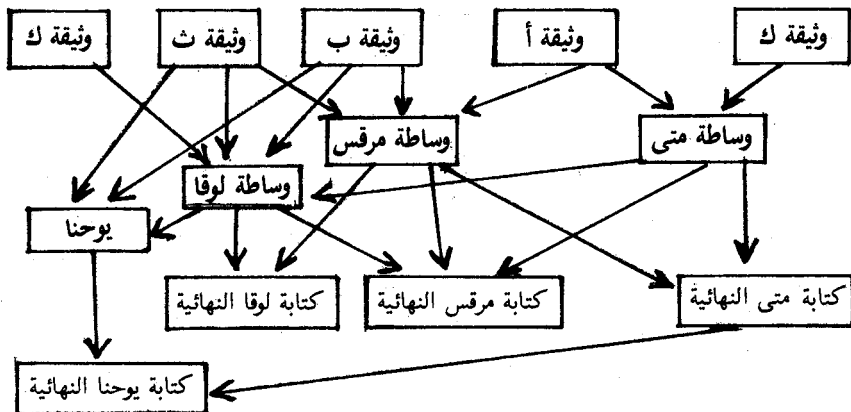 وثيقة ك
وثيقة أ
وثيقة ب
وثيقة ث
وثيقة ك
وساطة متى
وساطة مرقس
وساطة لوقا
يوحنا
كتابة متى النهائية
كتابة مرقس النهائية
كتابة لوقا النهائية
كتابة يوحنا النهائية